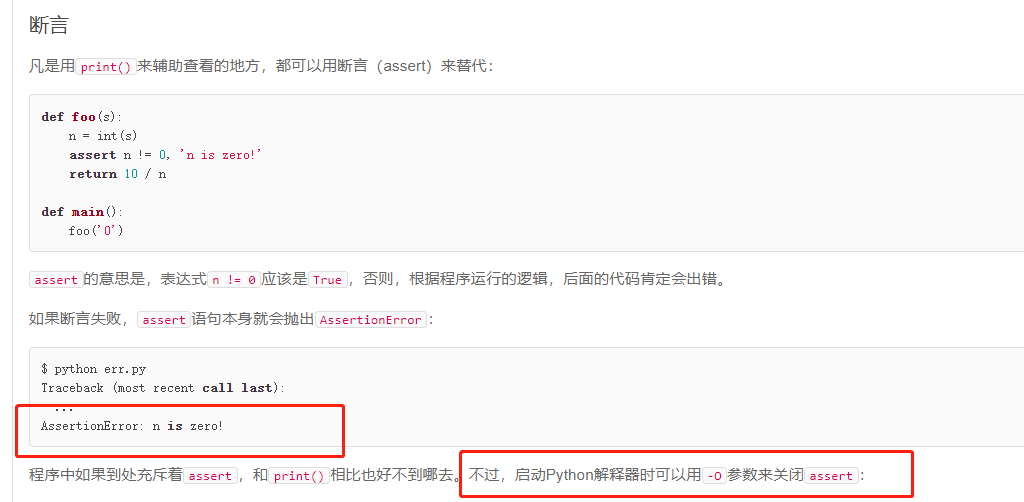 断言
凡是用print()来辅助查看的地方，都可以用断言（assert）来替代：
def foo(s):
    n = int(s)
    assert n != 0, 'n is zero!'
    return 10 / n
def main():
    foo('0')
assert的意思是，表达式n != 0应该是True，否则，根据程序运行的逻辑，后面的代码肯定会出错。
如果断言失败，assert语句本身就会抛出AssertionError：
$ python err.py
Traceback (most recent call last):
  ...
AssertionError: n is zero!
程序中如果到处充斥着assert，和print()相比也好不到哪去。不过，启动Python解释器时可以用-O参数来关闭assert：